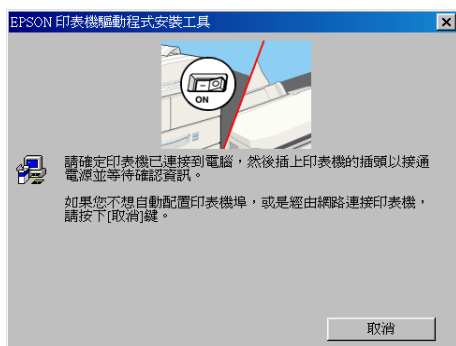 EPSON 印表機驅動程式安裝工具
ON
請確定印表機已連接到電腦，然後插上印表機的插頭以接通
電源並等待確認資訊。
如果您不想自動配置印表機埠，或是經由網路連接印表機，
請按下[取消]鍵。
取消